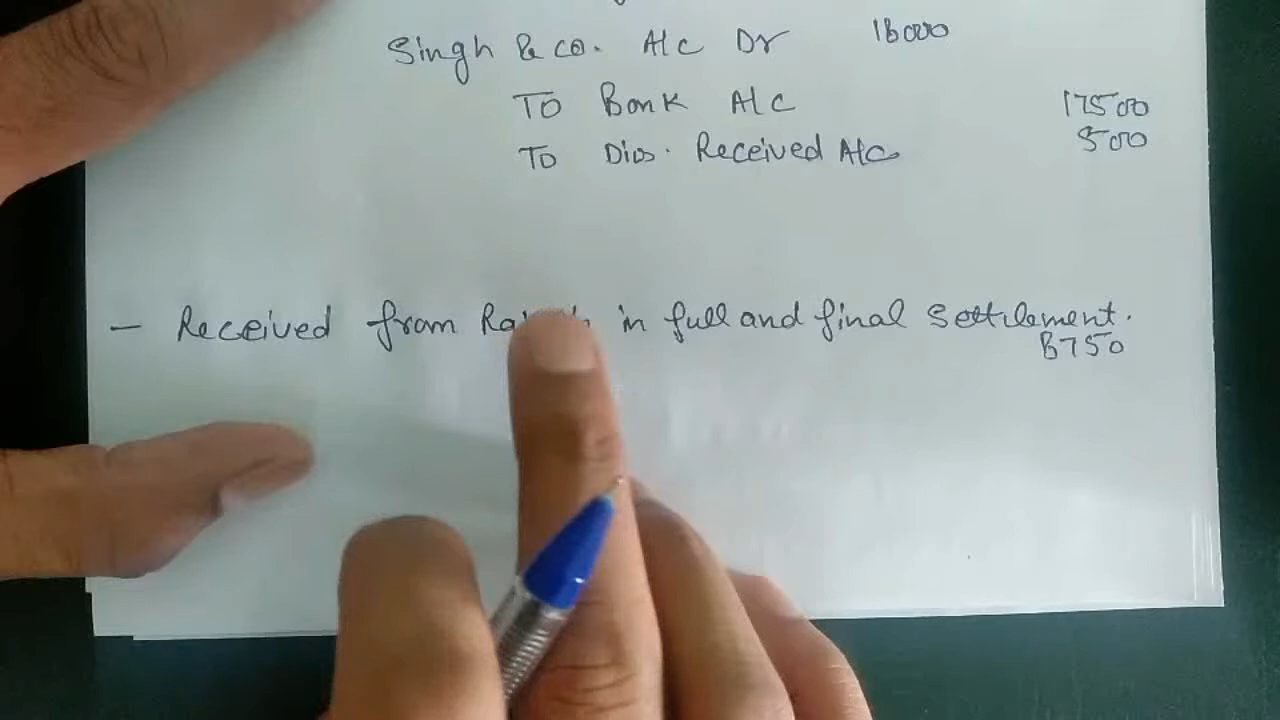 Singh & co. A/c Dr 18000
To Bank A/c 17500
To Dis. Received A/c 500
– Received from in full and final settlement.
8750